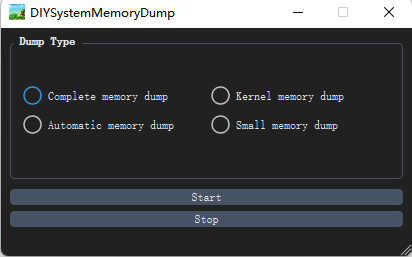 DIYSystemMemoryDump
Dump Type
Complete memory dump Kernel memory dump
Automatic memory dump Small memory dump
Start
Stop